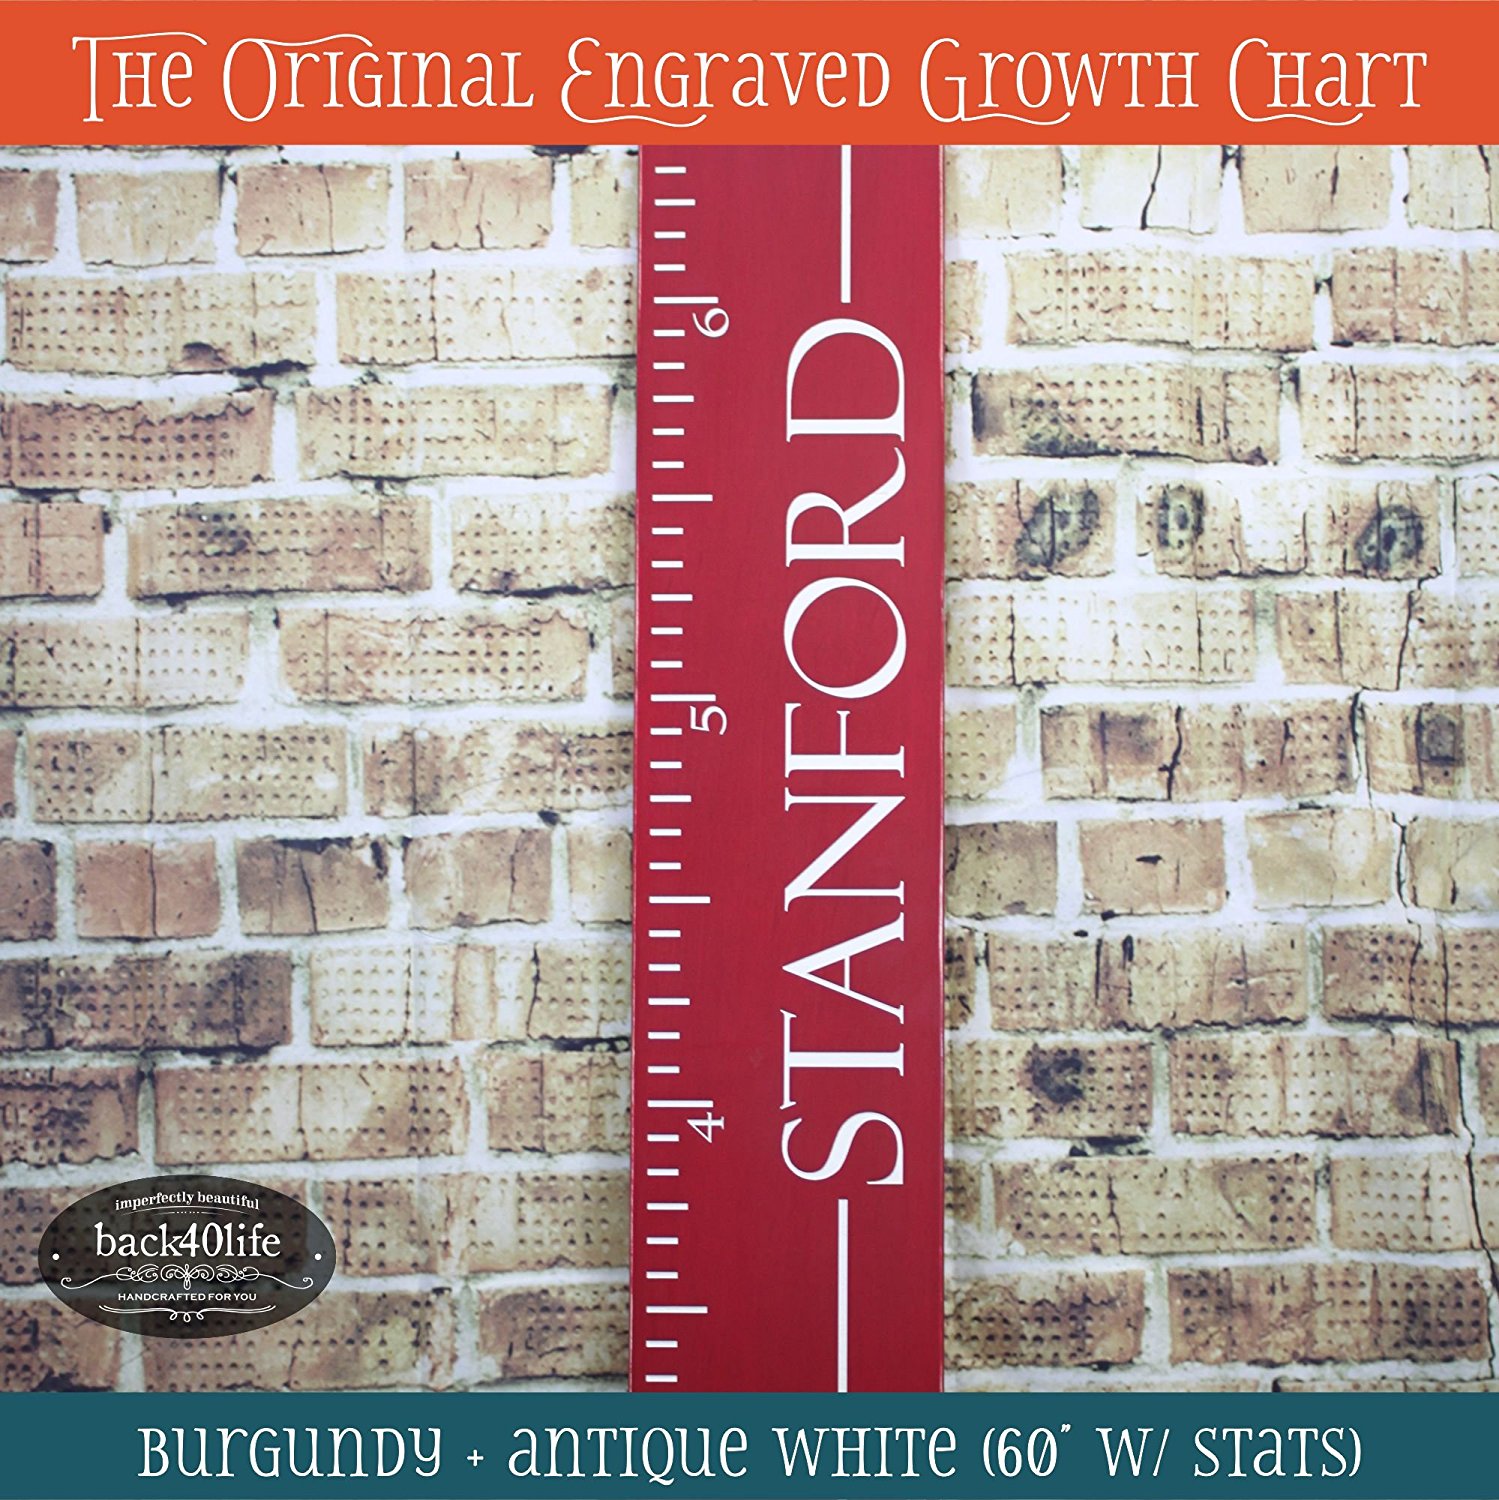 The Original Engraved Growth Chart
6
5
4
STANFORD
imperfectly beautiful
back40life
HANDCRAFTED FOR YOU
Burgundy + Antique White (60" w/ Stats)